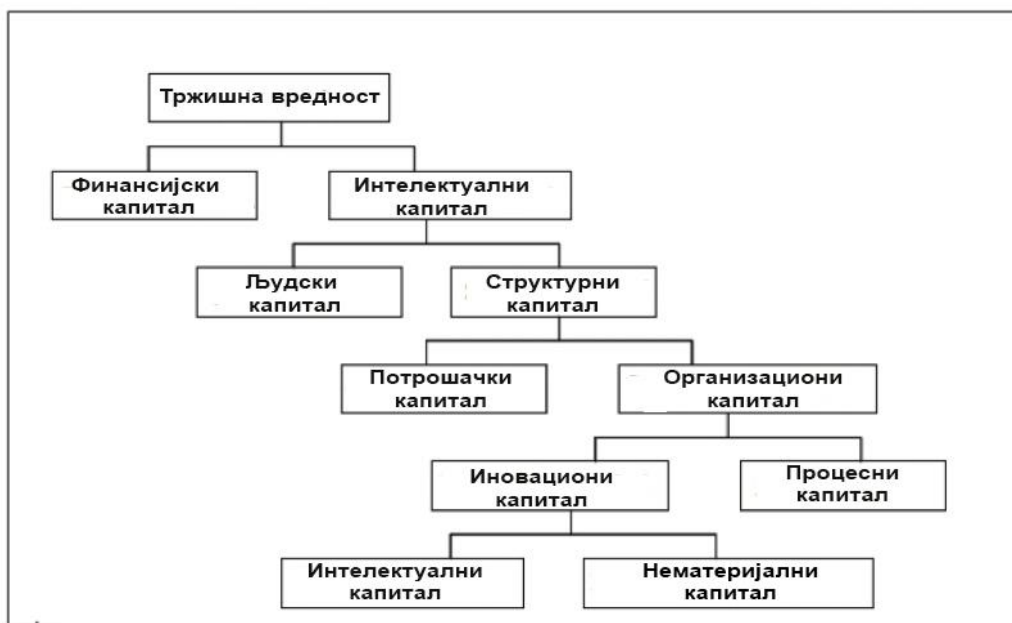 Тржишна вредност
Финансијски
капитал
Интелектуални
капитал
Људски
капитал
Структурни
капитал
Потрошачки
капитал
Организациони
капитал
Иновациони
капитал
Процесни
капитал
Интелектуални
капитал
Нематеријални
капитал